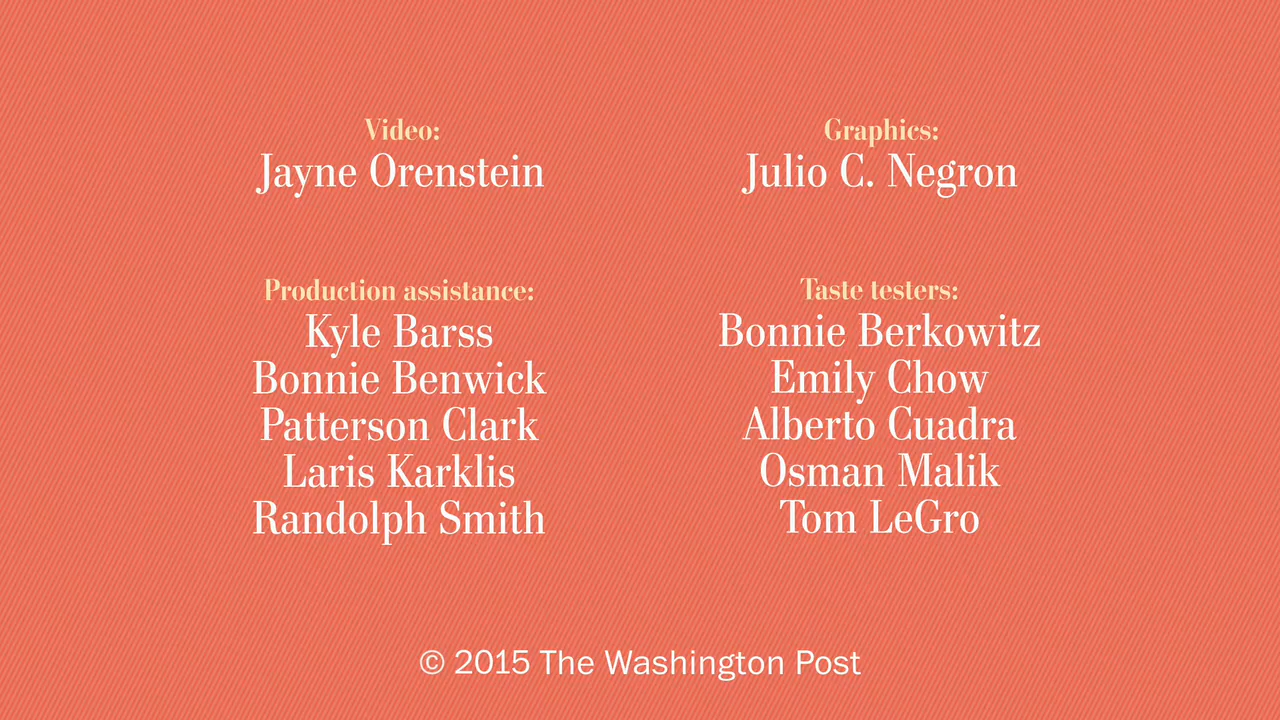 Video:
Jayne Orenstein
Graphics:
Julio C. Negron
Production assistance:
Kyle Barss
Bonnie Benwick
Patterson Clark
Laris Karklis
Randolph Smith
Taste testers:
Bonnie Berkowitz
Emily Chow
Alberto Cuadra
Osman Malik
Tom LeGro
© 2015 The Washington Post